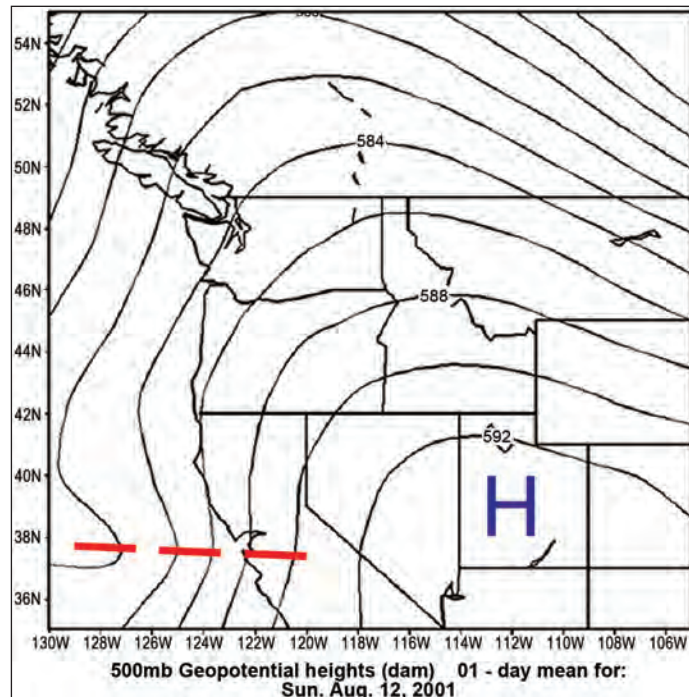 54N
52N
584
50N
48N
46N
588
44N
42N
592
40N
H
38N
36N
130W 128W 126W 124W 122W 120W 118W 116W 114W 112W 110W 108W 106W
500mb Geopotential heights (dam) 01 - day mean for:
Sun. Aug. 12, 2001